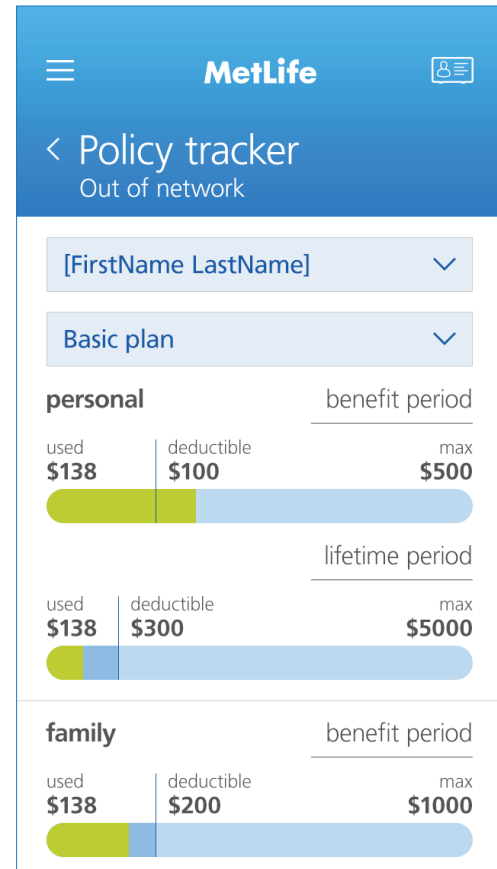 MetLife
Policy tracker
Out of network
[FirstName LastName]
Basic plan
personal benefit period
used deductible max
$138 $100 $500
lifetime period
used deductible max
$138 $300 $5000
family benefit period
used deductible max
$138 $200 $1000